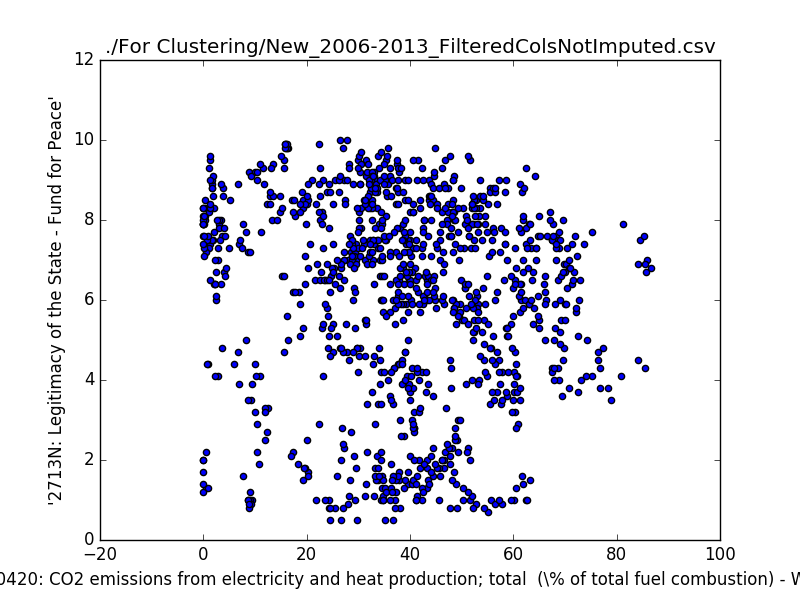 ./For Clustering/New_2006-2013_FilteredColsNotImputed.csv
'2713N: Legitimacy of the State - Fund for Peace'
12
10
8
6
4
2
0
−20 0 20 40 60 80 100
0420: CO2 emissions from electricity and heat production; total (\% of total fuel combustion) - W